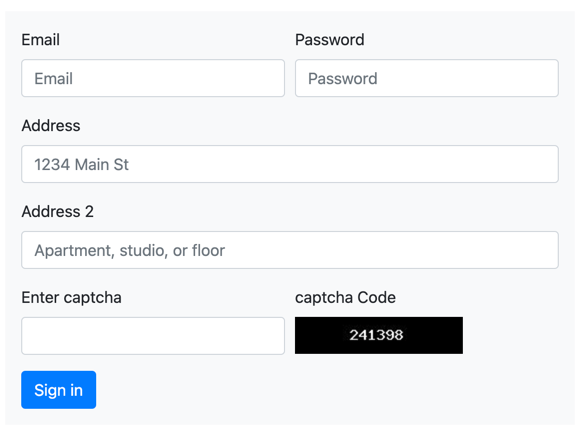 Email Password
Email Password
Address
1234 Main St
Address 2
Apartment, studio, or floor
Enter captcha captcha Code
241398
Sign in